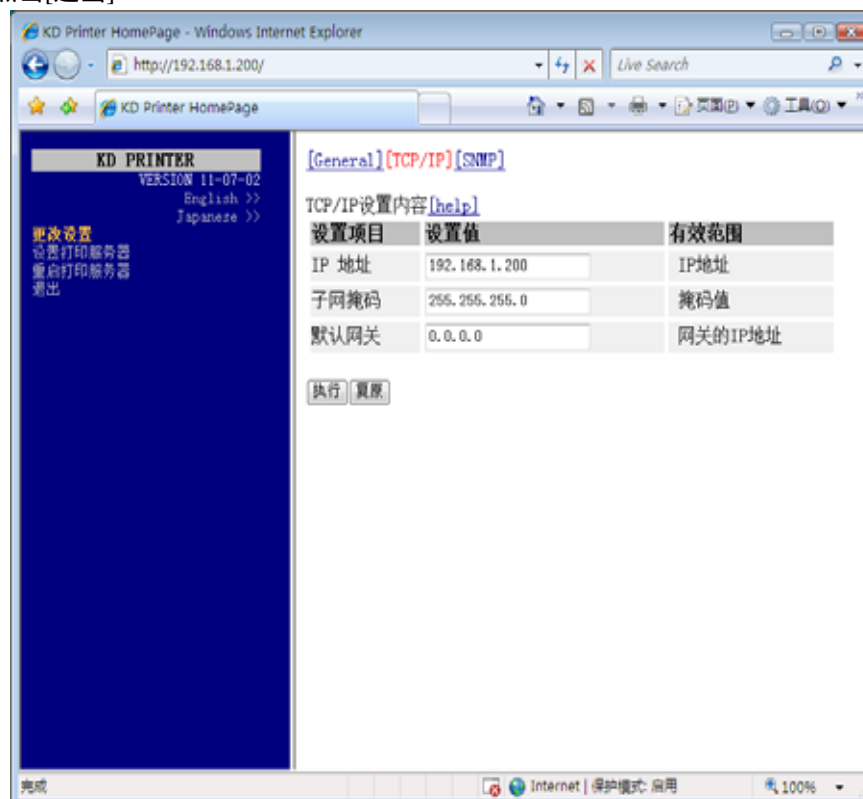 KD Printer HomePage - Windows Internet Explorer
http://192.168.1.200/
Live Search
KD Printer HomePage
页面(P)
工具(O)
KD PRINTER
VERSION 11-07-02
English >>
Japanese >>
更改设置
设置打印服务器
重启打印服务器
退出
[General][TCP/IP][SNMP]
TCP/IP设置内容[help]
设置项目 设置值 有效范围
IP 地址 192.168.1.200 IP地址
子网掩码 255.255.255.0 掩码值
默认网关 0.0.0.0 网关的IP地址
执行 复原
完成
Internet | 保护模式: 启用
100%